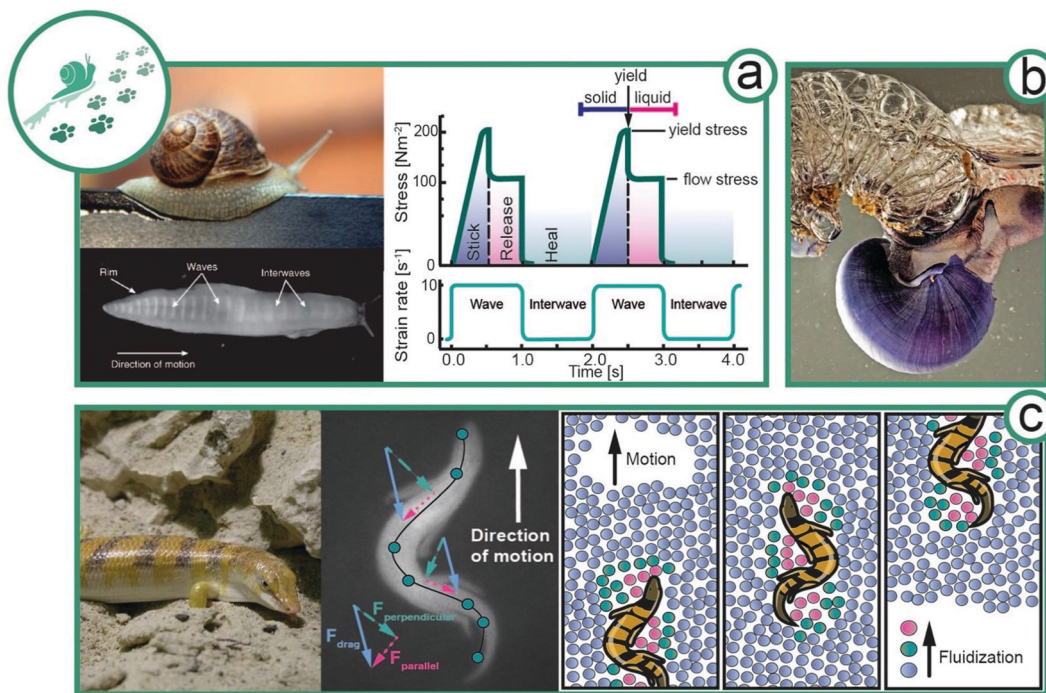 a
Stress [Nm⁻²]
200
100
0
Stick
Release
Heal
yield
solid
liquid
yield stress
flow stress
Strain rate [s⁻¹]
10
0
Wave
Interwave
Wave
Interwave
0.0
1.0
2.0
3.0
4.0
Time [s]
Rim
Waves
Interwaves
Direction of motion
b
c
Direction
of motion
F perpendicular
F drag
F parallel
Motion
Fluidization